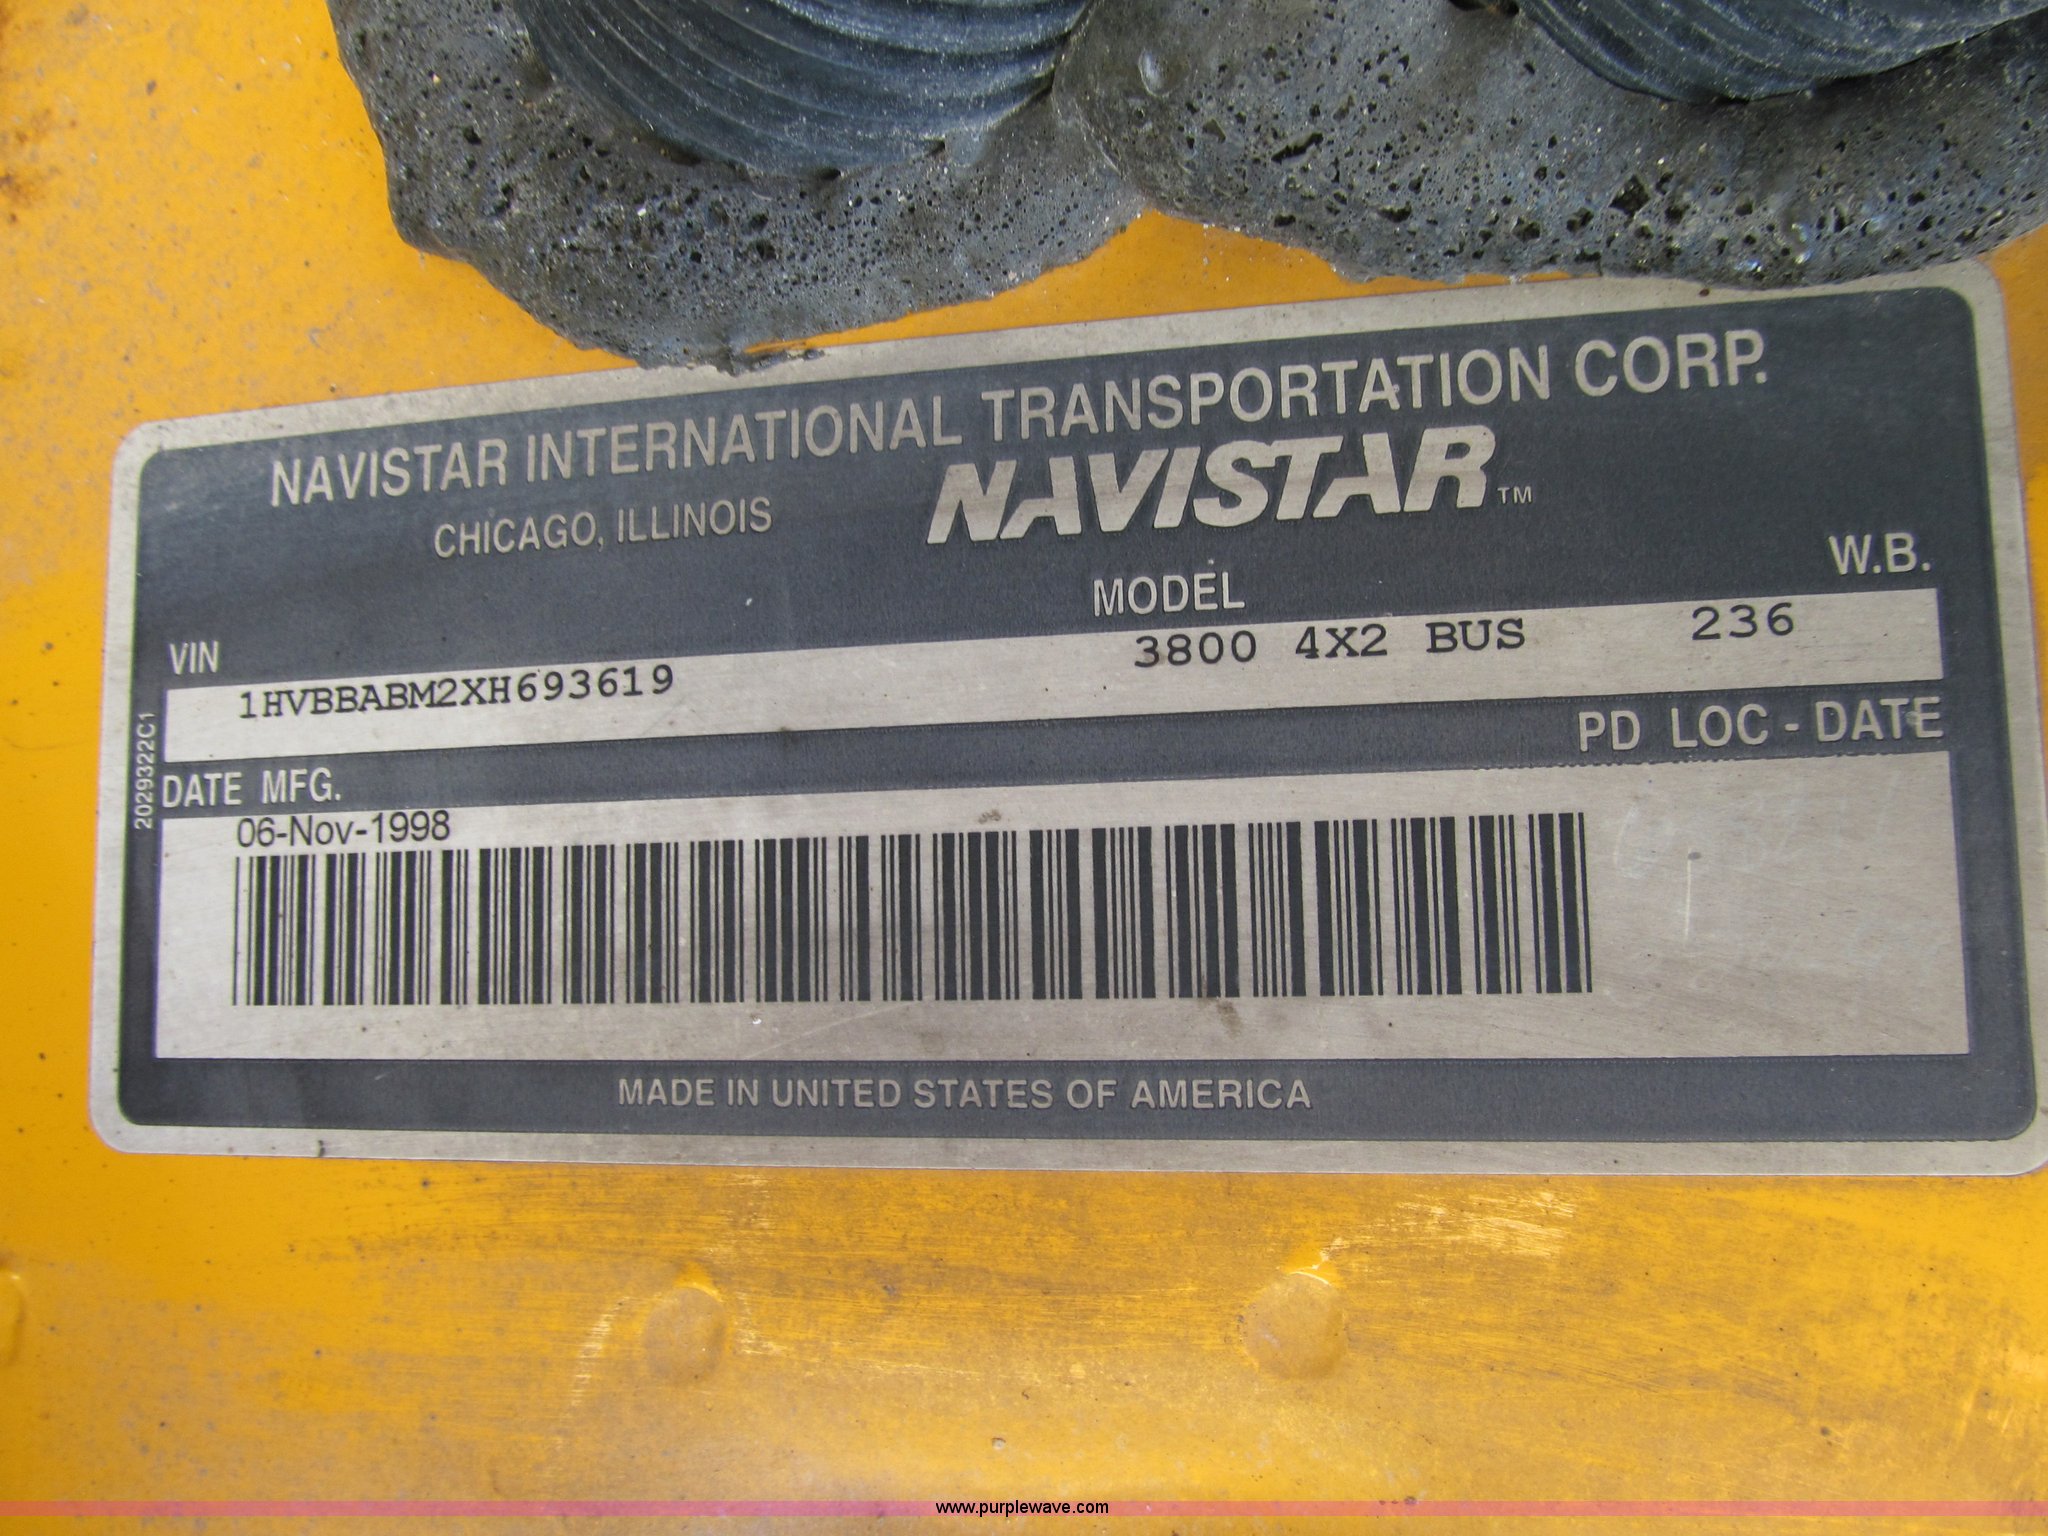 NAVISTAR INTERNATIONAL TRANSPORTATION CORP.
CHICAGO, ILLINOIS
NAVISTAR™
VIN
MODEL
W.B.
1HVBBABM2XH693619
3800 4X2 BUS
236
2029322C1
DATE MFG.
PD LOC - DATE
06-Nov-1998
MADE IN UNITED STATES OF AMERICA
www.purplewave.com